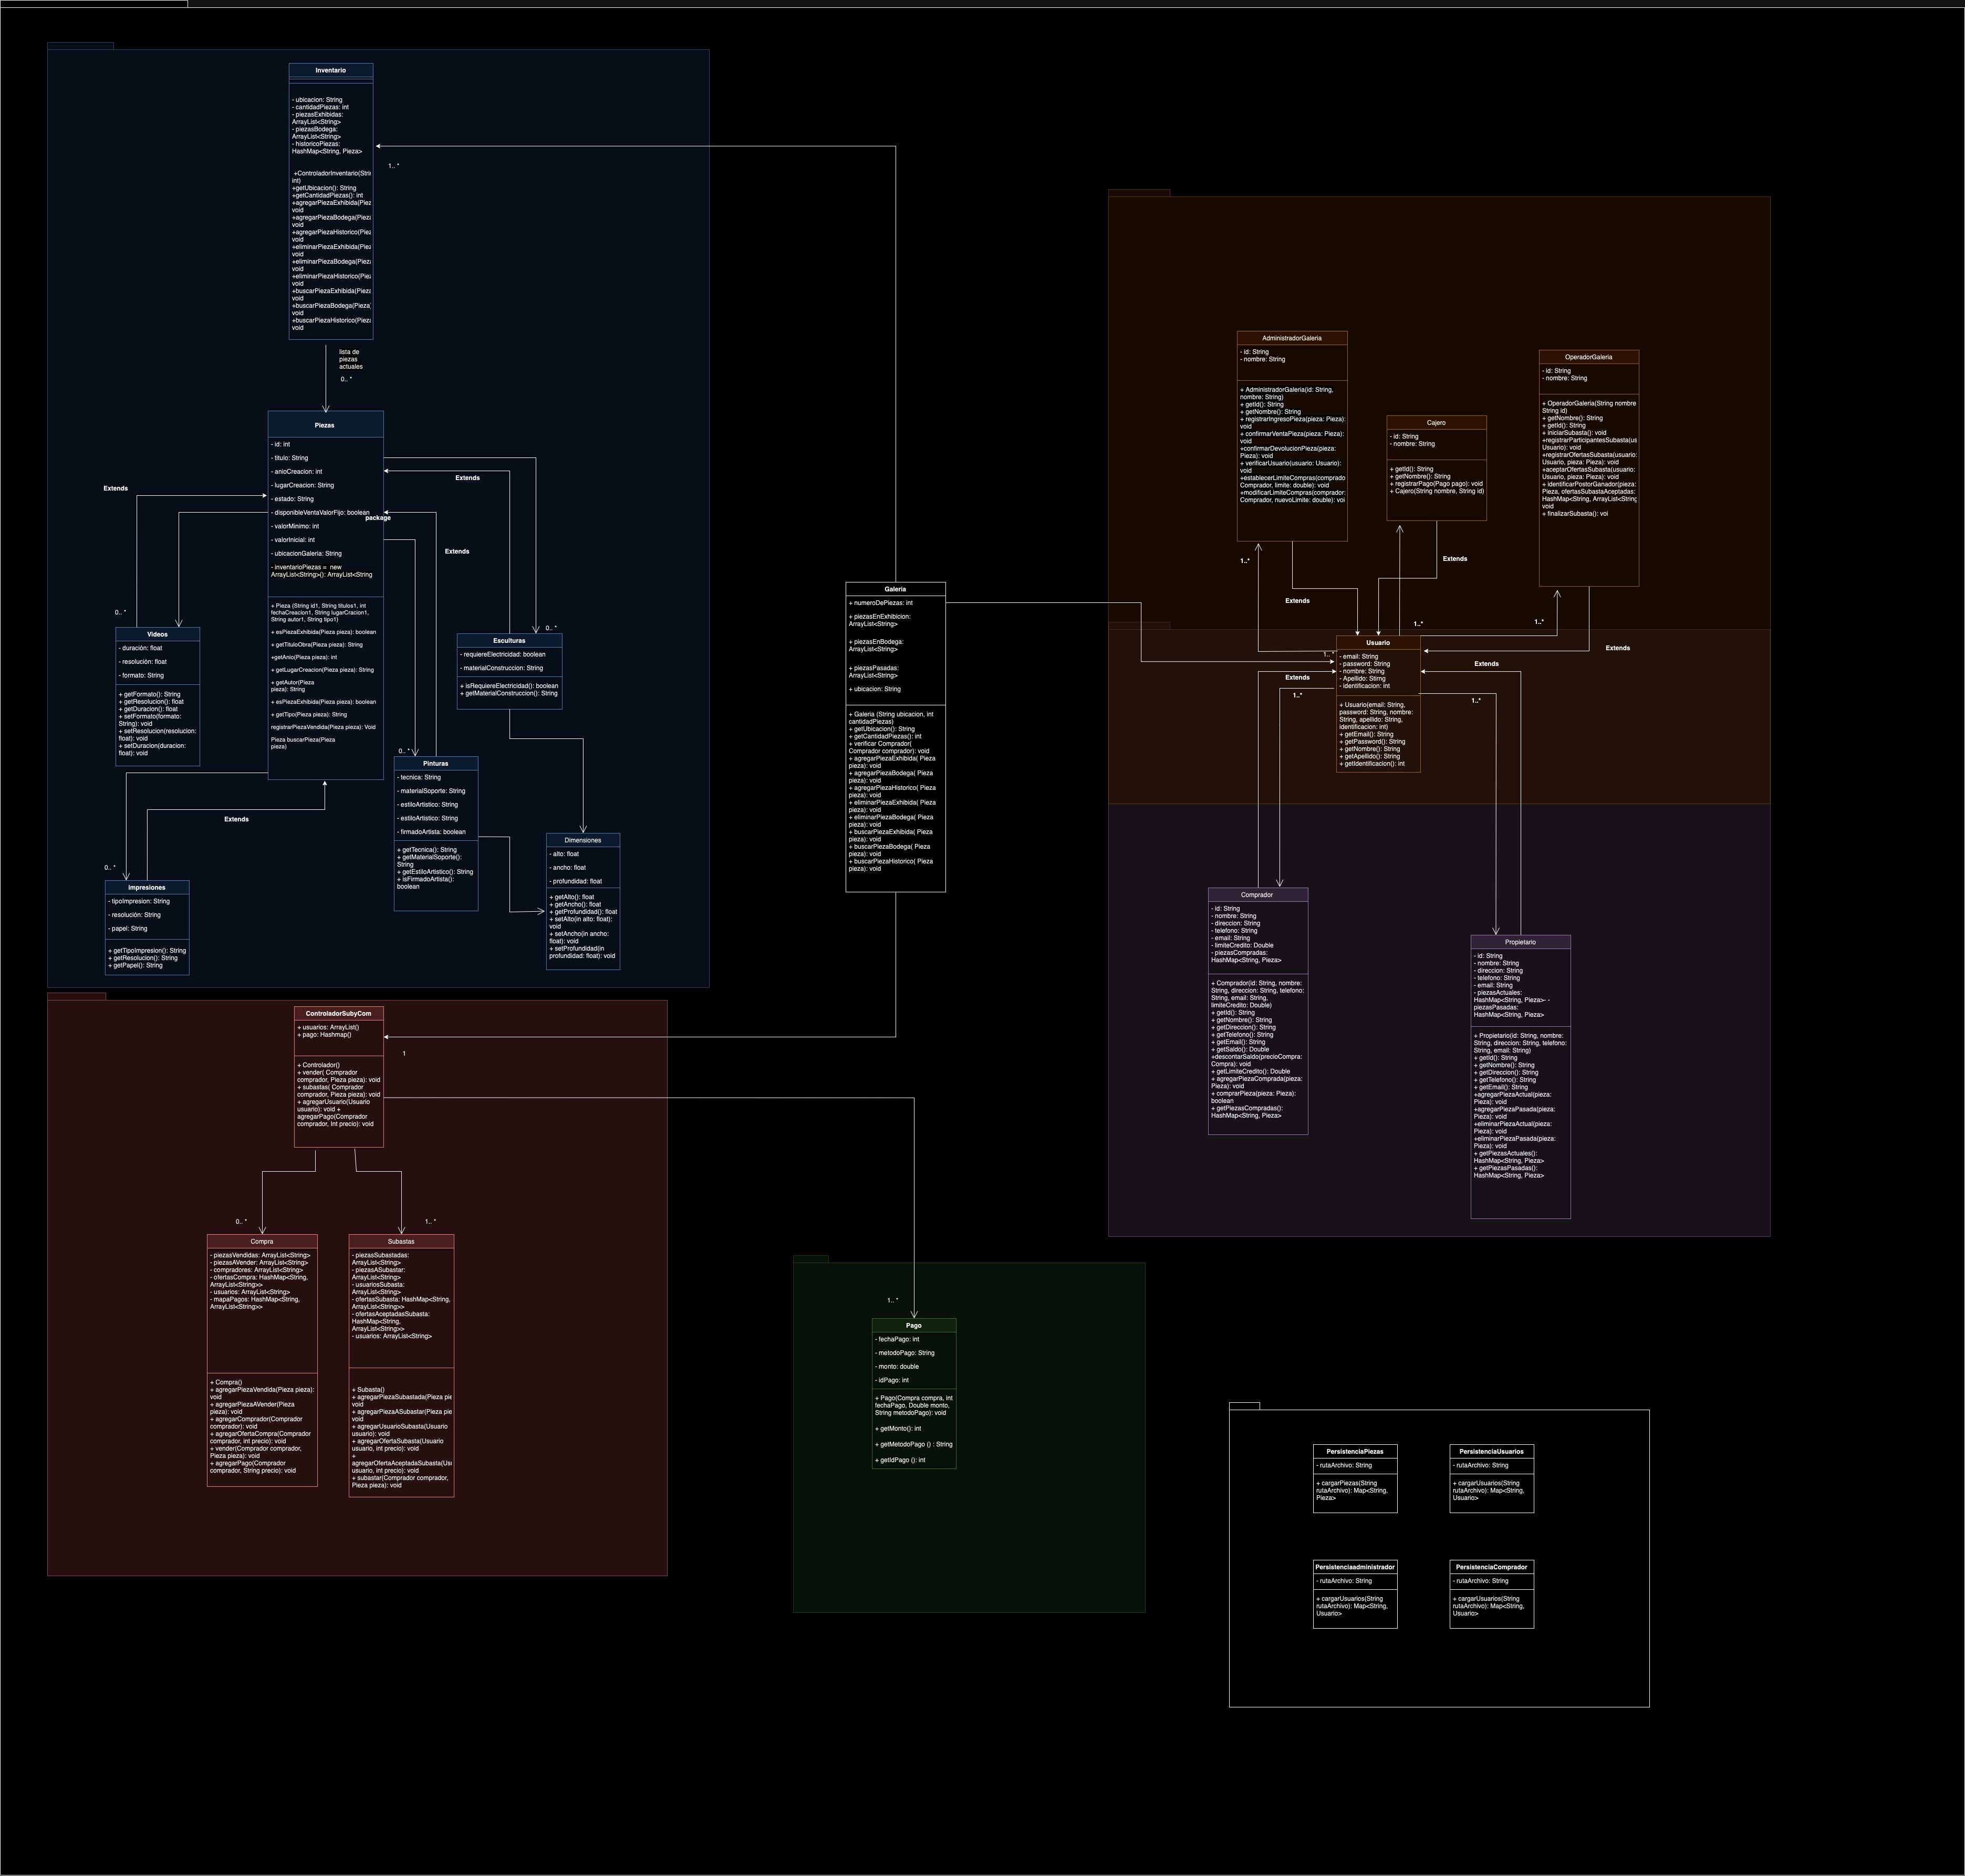 Inventario
- ubicacion: String
- cantidadPiezas: int
- piezasExhibidas:
ArrayList<String>
- piezasBodega:
ArrayList<String>
- historicoPiezas:
HashMap<String, Pieza>
+ControladorInventario(Stri
int)
+getUbicacion(): String
+getCantidadPiezas(): int
+agregarPiezaExhibida(Piez
void
+agregarPiezaBodega(Pieza
void
+agregarPiezaHistorico(Piez
void
+eliminarPiezaExhibida(Piez
void
+eliminarPiezaBodega(Pieza
void
+eliminarPiezaHistorico(Piez
void
+buscarPiezaExhibida(Pieza
void
+buscarPiezaBodega(Pieza)
void
+buscarPiezaHistorico(Pieza
void
1.. *
lista de
piezas
actuales
0.. *
Piezas
- id: int
- titulo: String
- anioCreacion: int
- lugarCreacion: String
- estado: String
- disponibleVentaValorFijo: boolean
package
- valorMinimo: int
- valorInicial: int
- ubicacionGaleria: String
- inventarioPiezas = new
ArrayList<String>(): ArrayList<String
+ Pieza (String id1, String titulos1, int
fechaCreacion1, String lugarCracion1,
String autor1, String tipo1)
+ esPiezaExhibida(Pieza pieza): boolean
+ getTituloObra(Pieza pieza): String
+getAnio(Pieza pieza): int
+ getLugarCreacion(Pieza pieza): String
+ getAutor(Pieza
pieza): String
+ esPiezaExhibida(Pieza pieza): boolean
+ getTipo(Pieza pieza): String
registrarPiezaVendida(Pieza pieza): Void
Pieza buscarPieza(Pieza
pieza)
Extends
Extends
Extends
Extends
0.. *
Videos
- duración: float
- resolución: float
- formato: String
+ getFormato(): String
+ getResolucion(): float
+ getDuracion(): float
+ setFormato(formato:
String): void
+ setResolucion(resolucion:
float): void
+ setDuracion(duracion:
float): void
0.. *
Esculturas
- requiereElectricidad: boolean
- materialConstruccion: String
+ isRequiereElectricidad(): boolean
+ getMaterialConstruccion(): String
0.. *
Pinturas
- tecnica: String
- materialSoporte: String
- estiloArtistico: String
- estiloArtistico: String
- firmadoArtista: boolean
+ getTecnica(): String
+ getMaterialSoporte():
String
+ getEstiloArtistico(): String
+ isFirmadoArtista():
boolean
Dimensiones
- alto: float
- ancho: float
- profundidad: float
+ getAlto(): float
+ getAncho(): float
+ getProfundidad(): float
+ setAlto(in alto: float):
void
+ setAncho(in ancho:
float): void
+ setProfundidad(in
profundidad: float): void
0.. *
impresiones
- tipoImpresion: String
- resolución: String
- papel: String
+ getTipoImpresion(): String
+ getResolucion(): String
+ getPapel(): String
Galeria
+ numeroDePiezas: int
+ piezasEnExhibicion:
ArrayList<String>
+ piezasEnBodega:
ArrayList<String>
+ piezasPasadas:
ArrayList<String>
+ ubicacion: String
+ Galeria (String ubicacion, int
cantidadPiezas)
+ getUbicacion(): String
+ getCantidadPiezas(): int
+ verificar Comprador(
Comprador comprador): void
+ agregarPiezaExhibida( Pieza
pieza): void
+ agregarPiezaBodega( Pieza
pieza): void
+ agregarPiezaHistorico( Pieza
pieza): void
+ eliminarPiezaExhibida( Pieza
pieza): void
+ eliminarPiezaBodega( Pieza
pieza): void
+ buscarPiezaExhibida( Pieza
pieza): void
+ buscarPiezaBodega( Pieza
pieza): void
+ buscarPiezaHistorico( Pieza
pieza): void
AdministradorGaleria
- id: String
- nombre: String
+ AdministradorGaleria(id: String,
nombre: String)
+ getId(): String
+ getNombre(): String
+ registrarIngresoPieza(pieza: Pieza):
void
+ confirmarVentaPieza(pieza: Pieza):
void
+confirmarDevolucionPieza(pieza:
Pieza): void
+ verificarUsuario(usuario: Usuario):
void
+establecerLimiteCompras(comprado
Comprador, limite: double): void
+modificarLimiteCompras(comprador:
Comprador, nuevoLimite: double): voi
Cajero
- id: String
- nombre: String
+ getId(): String
+ getNombre(): String
+ registrarPago(Pago pago): void
+ Cajero(String nombre, String id)
OperadorGaleria
- id: String
- nombre: String
+ OperadorGaleria(String nombre
String id)
+ getNombre(): String
+ getId(): String
+ iniciarSubasta(): void
+registrarParticipantesSubasta(us
Usuario): void
+registrarOfertasSubasta(usuario:
Usuario, pieza: Pieza): void
+aceptarOfertasSubasta(usuario:
Usuario, pieza: Pieza): void
+ identificarPostorGanador(pieza:
Pieza, ofertasSubastaAceptadas:
HashMap<String, ArrayList<String
void
+ finalizarSubasta(): voi
1..*
Extends
Extends
1..*
1..*
Extends
1.. *
Usuario
- email: String
- password: String
- nombre: String
- Apellido: Stirng
- identificacion: int
+ Usuario(email: String,
password: String, nombre:
String, apellido: String,
identificacion: int)
+ getEmail(): String
+ getPassword(): String
+ getNombre(): String
+ getApellido(): String
+ getIdentificacion(): int
Extends
1..*
Extends
1..*
Comprador
- id: String
- nombre: String
- direccion: String
- telefono: String
- email: String
- limiteCredito: Double
- piezasCompradas:
HashMap<String, Pieza>
+ Comprador(id: String, nombre:
String, direccion: String, telefono:
String, email: String,
limiteCredito: Double)
+ getId(): String
+ getNombre(): String
+ getDireccion(): String
+ getTelefono(): String
+ getEmail(): String
+ getSaldo(): Double
+descontarSaldo(precioCompra:
Compra): void
+ getLimiteCredito(): Double
+ agregarPiezaComprada(pieza:
Pieza): void
+ comprarPieza(pieza: Pieza):
boolean
+ getPiezasCompradas():
HashMap<String, Pieza>
Propietario
- id: String
- nombre: String
- direccion: String
- telefono: String
- email: String
- piezasActuales:
HashMap<String, Pieza>- -
piezasPasadas:
HashMap<String, Pieza>
+ Propietario(id: String, nombre:
String, direccion: String, telefono:
String, email: String)
+ getId(): String
+ getNombre(): String
+ getDireccion(): String
+ getTelefono(): String
+ getEmail(): String
+agregarPiezaActual(pieza:
Pieza): void
+agregarPiezaPasada(pieza:
Pieza): void
+eliminarPiezaActual(pieza:
Pieza): void
+eliminarPiezaPasada(pieza:
Pieza): void
+ getPiezasActuales():
HashMap<String, Pieza>
+ getPiezasPasadas():
HashMap<String, Pieza>
ControladorSubyCom
+ usuarios: ArrayList()
+ pago: Hashmap()
+ Controlador()
+ vender( Comprador
comprador, Pieza pieza): void
+ subastas( Comprador
comprador, Pieza pieza): void
+ agregarUsuario(Usuario
usuario): void +
agregarPago(Comprador
comprador, Int precio): void
1
0.. *
1.. *
Compra
- piezasVendidas: ArrayList<String>
- piezasAVender: ArrayList<String>
- compradores: ArrayList<String>
- ofertasCompra: HashMap<String,
ArrayList<String>>
- usuarios: ArrayList<String>
- mapaPagos: HashMap<String,
ArrayList<String>>
+ Compra()
+ agregarPiezaVendida(Pieza pieza):
void
+ agregarPiezaAVender(Pieza
pieza): void
+ agregarComprador(Comprador
comprador): void
+ agregarOfertaCompra(Comprador
comprador, int precio): void
+ vender(Comprador comprador,
Pieza pieza): void
+ agregarPago(Comprador
comprador, String precio): void
Subastas
- piezasSubastadas:
ArrayList<String>
- piezasASubastar:
ArrayList<String>
- usuariosSubasta:
ArrayList<String>
- ofertasSubasta: HashMap<String,
ArrayList<String>>
- ofertasAceptadasSubasta:
HashMap<String,
ArrayList<String>>
- usuarios: ArrayList<String>
+ Subasta()
+ agregarPiezaSubastada(Pieza pie
void
+ agregarPiezaASubastar(Pieza pie
void
+ agregarUsuarioSubasta(Usuario
usuario): void
+ agregarOfertaSubasta(Usuario
usuario, int precio): void
+
agregarOfertaAceptadaSubasta(Usu
usuario, int precio): void
+ subastar(Comprador comprador,
Pieza pieza): void
1.. *
Pago
- fechaPago: int
- metodoPago: String
- monto: double
- idPago: int
+ Pago(Compra compra, int
fechaPago, Double monto,
String metodoPago): void
+ getMonto(): int
+ getMetodoPago () : String
+ getIdPago (): int
PersistenciaPiezas
- rutaArchivo: String
+ cargarPiezas(String
rutaArchivo): Map<String,
Pieza>
PersistenciaUsuarios
- rutaArchivo: String
+ cargarUsuarios(String
rutaArchivo): Map<String,
Usuario>
Persistenciaadministrador
- rutaArchivo: String
+ cargarUsuarios(String
rutaArchivo): Map<String,
Usuario>
PersistenciaComprador
- rutaArchivo: String
+ cargarUsuarios(String
rutaArchivo): Map<String,
Usuario>